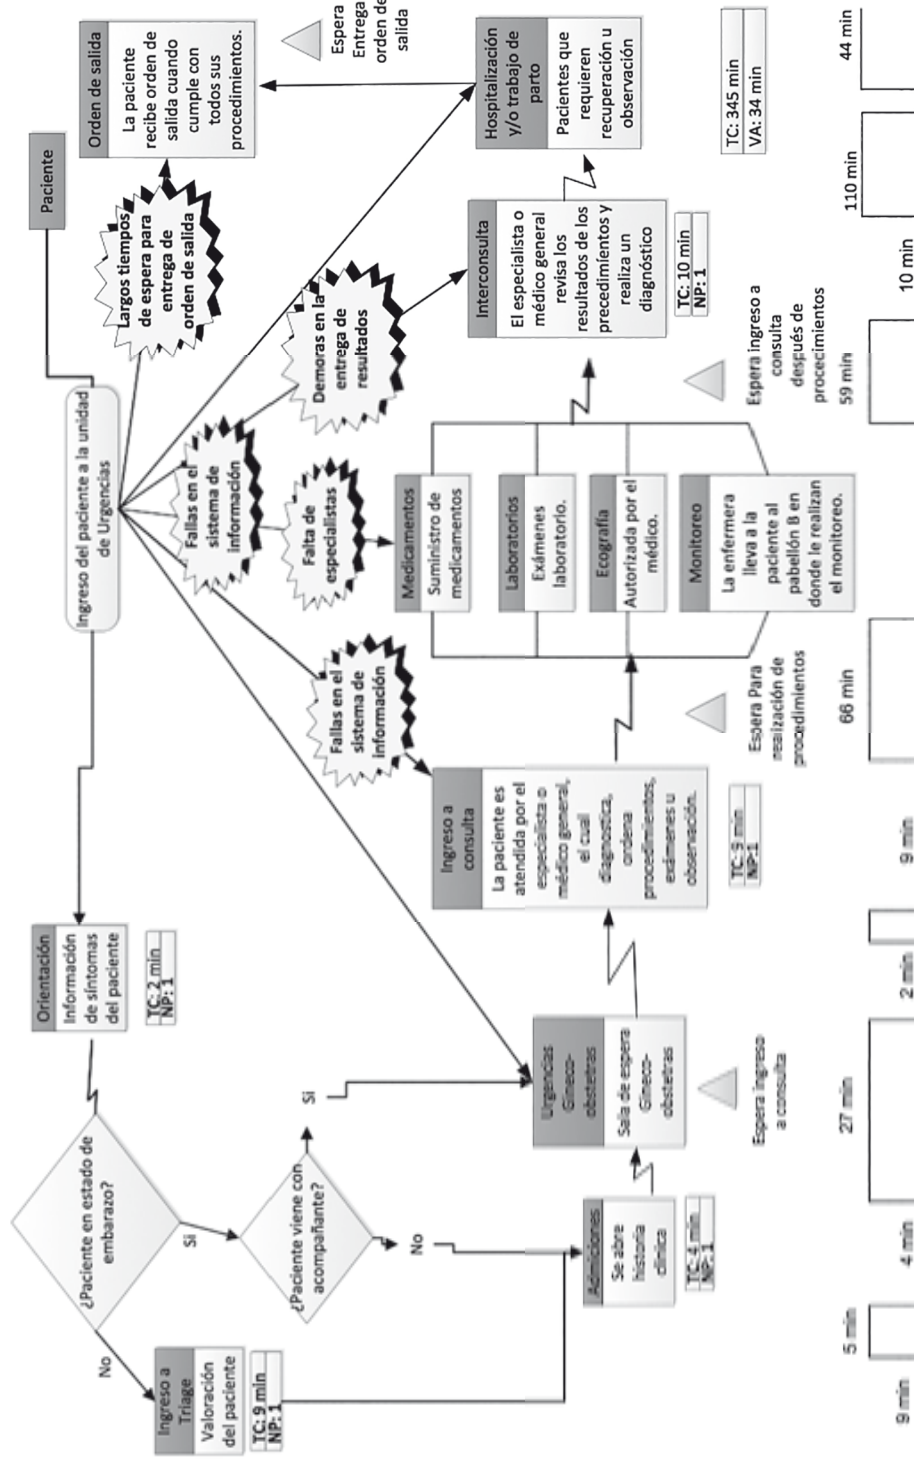 Paciente
Ingreso del paciente a la unidad
de Urgencias
Orientación
Información
de síntomas
del paciente
TC: 2 min
NP: 1
¿Paciente en estado de
embarazo?
No
Si
Ingreso a
Triage
Valoración
del paciente
TC: 9 min
NP: 1
¿Paciente viene con
acompañante?
Si
No
Admiciones
Se abre
historia
clínica
TC: 4 min
NP: 1
Urgencias
Gineco-
obstetras
Sala de espera
Gineco-
obstetras
Espera ingreso
a consulta
Fallas en el
sistema de
información
Ingreso a
consulta
La paciente es
atendida por el
especialista o
médico general,
el cual
diagnostica,
ordena
procedimientos,
exámenes u
observación.
TC: 9 min
NP:1
Espera Para
realización de
procedimientos
Fallas en el
sistema de
información
Falta de
especialistas
Medicamentos
Suministro de
medicamentos
Laboratorios
Exámenes
laboratorio.
Ecografía
Autorizada por el
médico.
Monitoreo
La enfermera
lleva a la
paciente al
pabellón B en
donde le realizan
el monitoreo.
Demoras en la
entrega de
resultados
Espera ingreso a
consulta
después de
procecimientos
Interconsulta
El especialista o
médico general
revisa los
resultados de los
precedimientos y
realiza un
diagnóstico
TC: 10 min
NP: 1
Largos tiempos
de espera para
entrega de
orden de salida
Orden de salida
La paciente
recibe orden de
salida cuando
cumple con
todos sus
procedimientos.
Espera
Entrega de
orden de
salida
Hospitalización
y/o trabajo de
parto
Pacientes que
requieren
recuperación u
observación
TC: 345 min
VA: 34 min
9 min
5 min
4 min
27 min
2 min
9 min
66 min
59 min
10 min
110 min
44 min